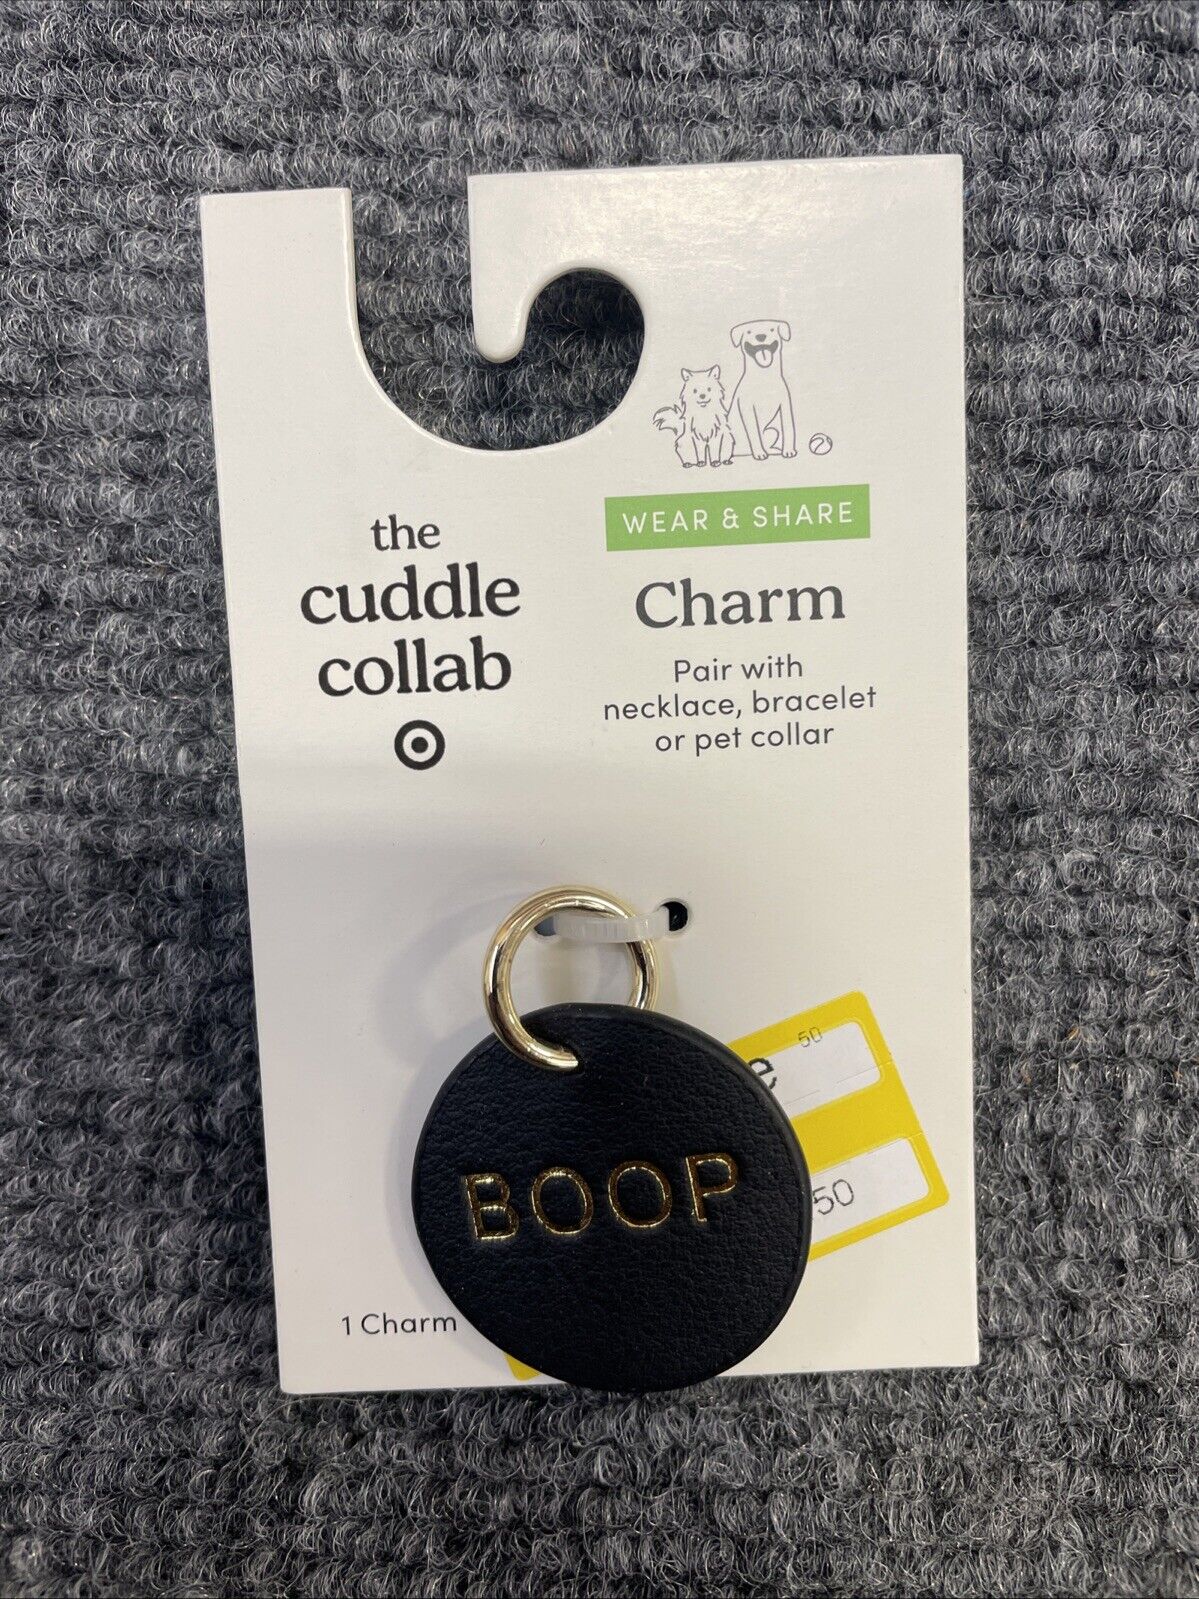 the
cuddle
collab
WEAR & SHARE
Charm
Pair with
necklace, bracelet
or pet collar
50
50
BOOP
1 Charm